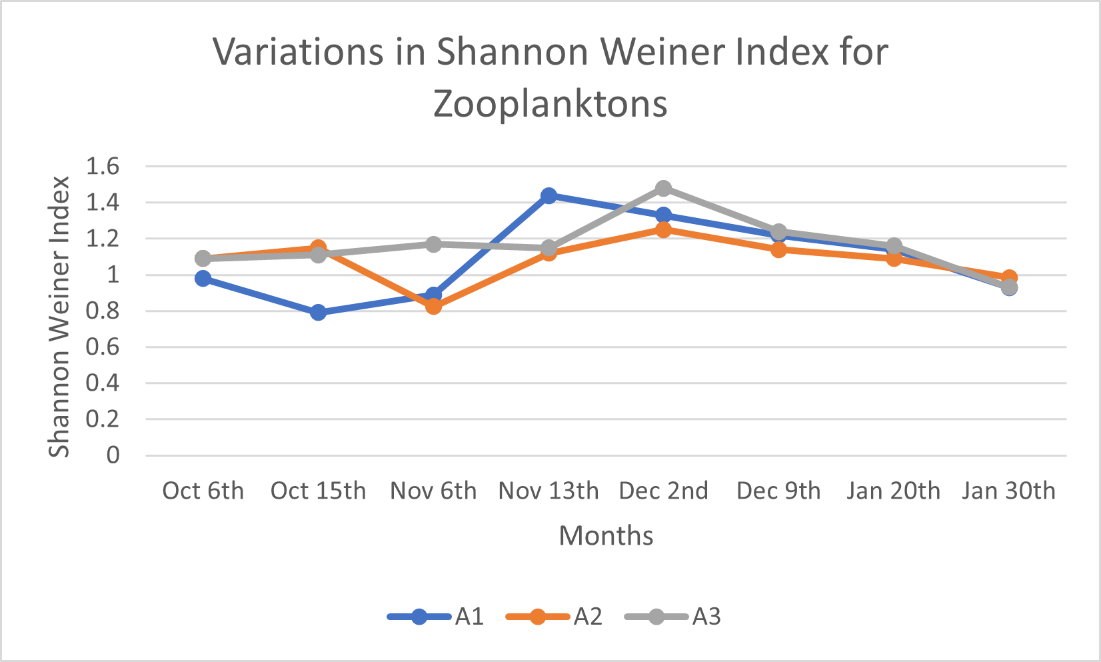 Variations in Shannon Weiner Index for
Zooplanktons
Shannon Weiner Index
1.6
1.4
1.2
1
0.8
0.6
0.4
0.2
0
Oct 6th Oct 15th Nov 6th Nov 13th Dec 2nd Dec 9th Jan 20th Jan 30th
Months
A1 A2 A3